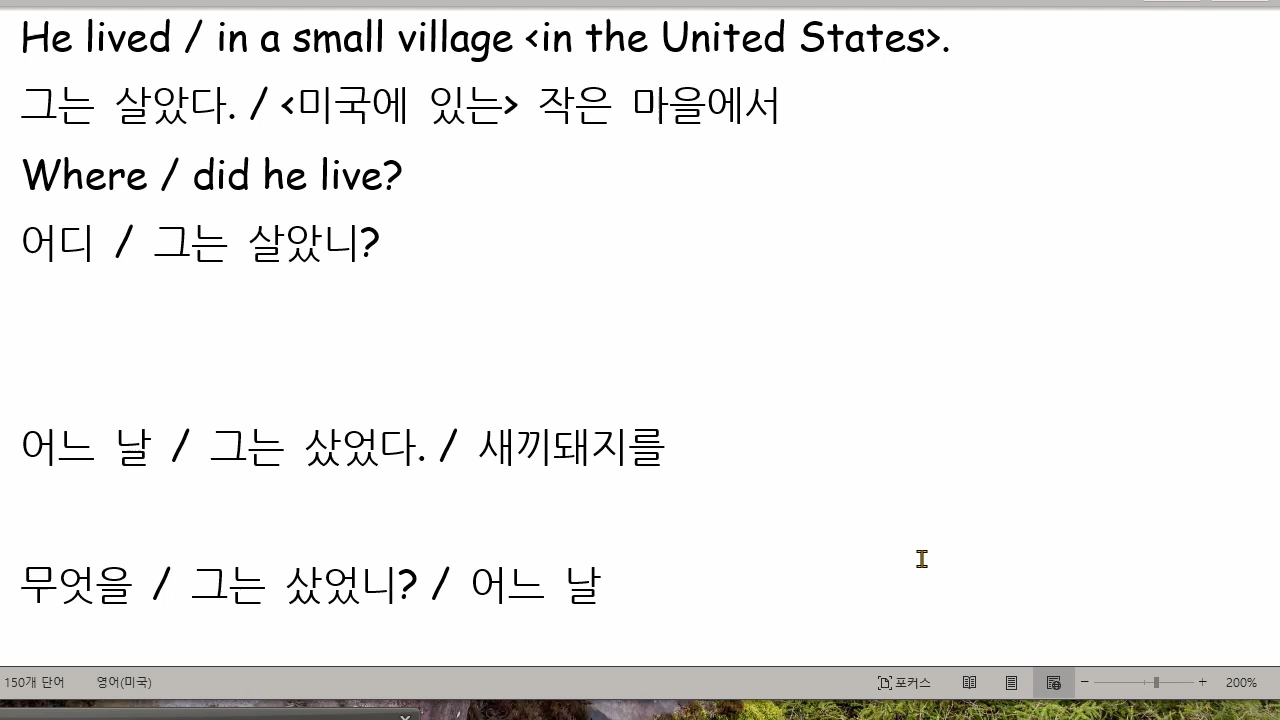 He lived / in a small village <in the United States>.
그는 살았다. / <미국에 있는> 작은 마을에서
Where / did he live?
어디 / 그는 살았니?
어느 날 / 그는 샀었다. / 새끼돼지를
무엇을 / 그는 샀었니? / 어느 날
150개 단어 영어(미국) 포커스 − + 200%